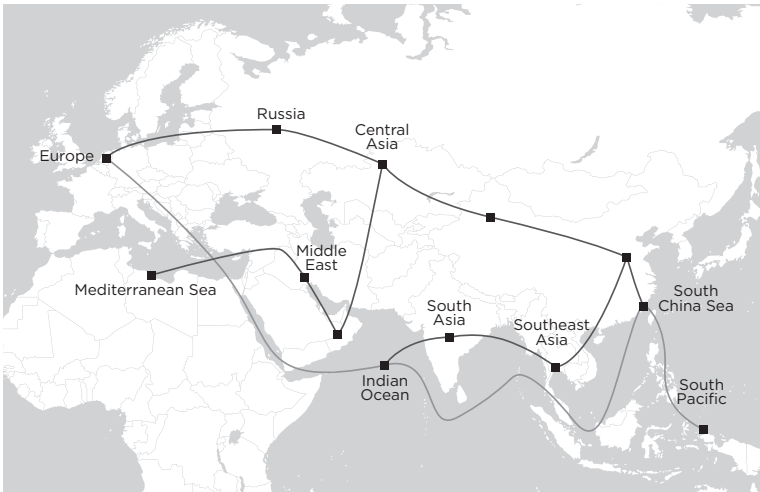 Russia
Central
Asia
Europe
Middle
East
Mediterranean Sea
South
China Sea
South
Asia
Southeast
Asia
Indian
Ocean
South
Pacific